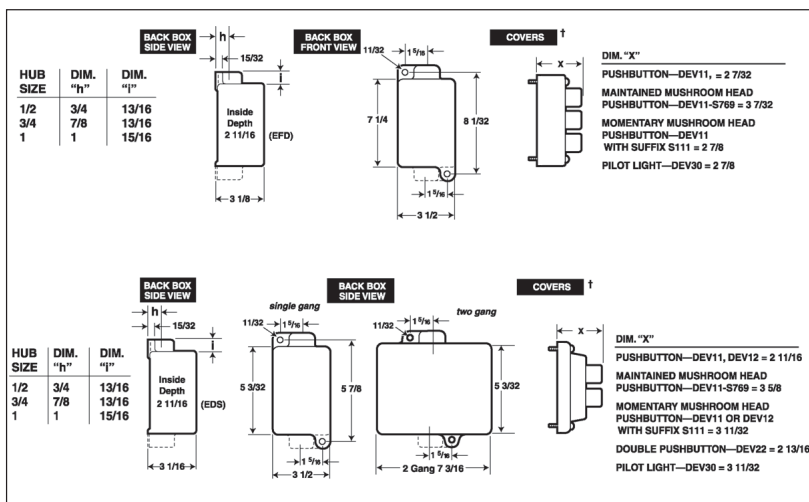 BACK BOX
SIDE VIEW
h
15/32
i
Inside
Depth
2 11/16
(EFD)
3 1/8
HUB
SIZE
DIM.
“h”
DIM.
“i”
1/2 3/4 13/16
3/4 7/8 13/16
1 1 15/16
BACK BOX
FRONT VIEW
11/32
1 5/16
7 1/4
8 1/32
1 5/16
3 1/2
COVERS †
x
DIM. “X”
PUSHBUTTON—DEV11, = 2 7/32
MAINTAINED MUSHROOM HEAD
PUSHBUTTON—DEV11-S769 = 3 7/32
MOMENTARY MUSHROOM HEAD
PUSHBUTTON—DEV11
WITH SUFFIX S111 = 2 7/8
PILOT LIGHT—DEV30 = 2 7/8
BACK BOX
SIDE VIEW
h
15/32
i
Inside
Depth
2 11/16
(EDS)
3 1/16
HUB
SIZE
DIM.
“h”
DIM.
“i”
1/2 3/4 13/16
3/4 7/8 13/16
1 1 15/16
BACK BOX
SIDE VIEW
single gang
11/32
1 5/16
5 3/32
5 7/8
1 5/16
3 1/2
two gang
11/32
1 5/16
5 3/32
1 5/16
2 Gang 7 3/16
COVERS †
x
DIM. “X”
PUSHBUTTON—DEV11, DEV12 = 2 11/16
MAINTAINED MUSHROOM HEAD
PUSHBUTTON—DEV11-S769 = 3 5/8
MOMENTARY MUSHROOM HEAD
PUSHBUTTON—DEV11 OR DEV12
WITH SUFFIX S111 = 3 11/32
DOUBLE PUSHBUTTON—DEV22 = 2 13/16
PILOT LIGHT—DEV30 = 3 11/32